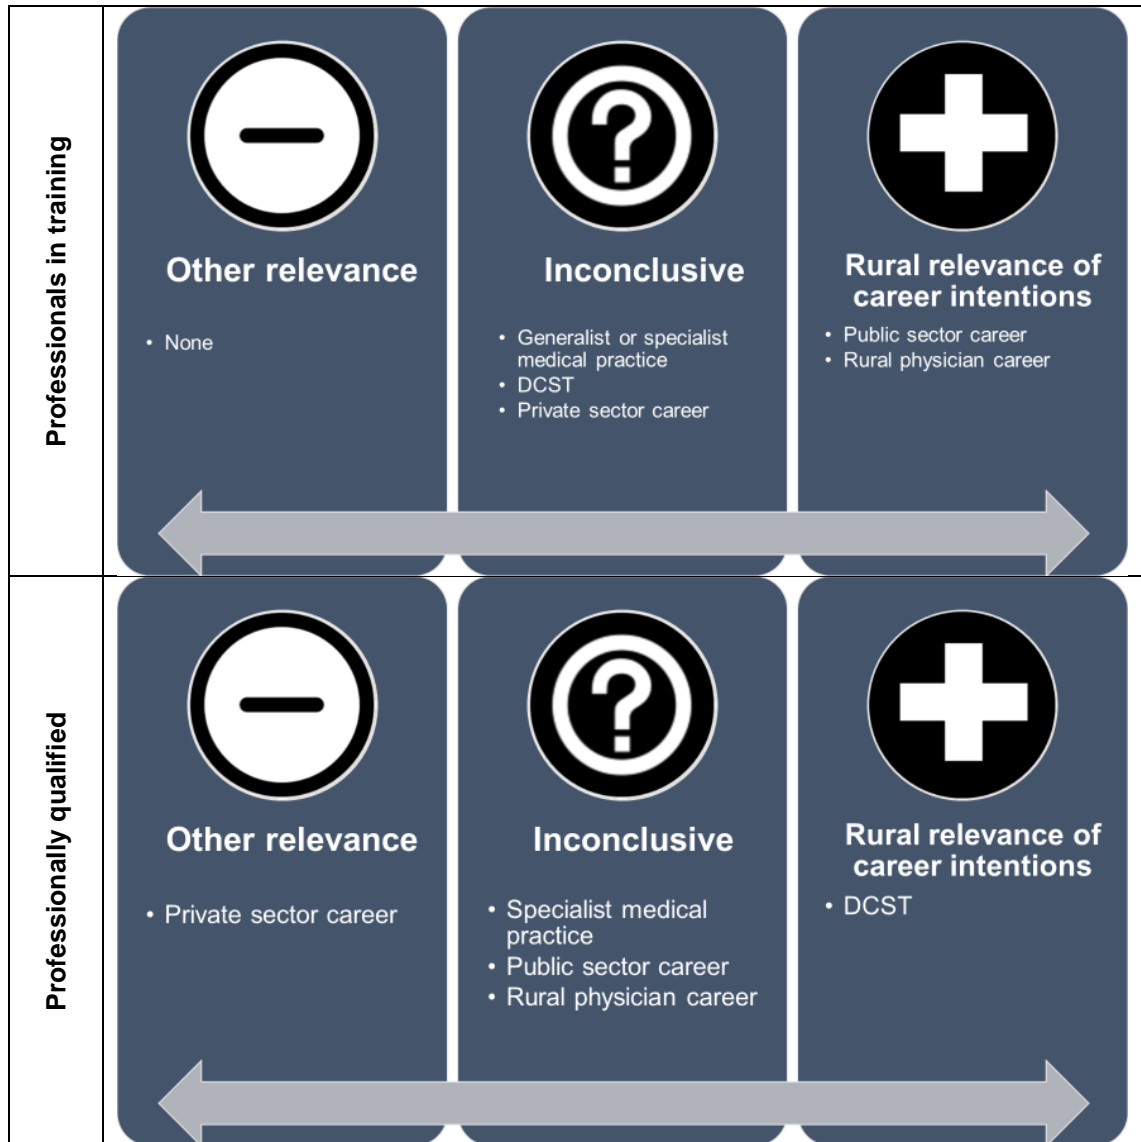 Professionals in training
Other relevance
• None
Inconclusive
• Generalist or specialist
medical practice
• DCST
• Private sector career
Rural relevance of
career intentions
• Public sector career
• Rural physician career
Professionally qualified
Other relevance
• Private sector career
Inconclusive
• Specialist medical
practice
• Public sector career
• Rural physician career
Rural relevance of
career intentions
• DCST